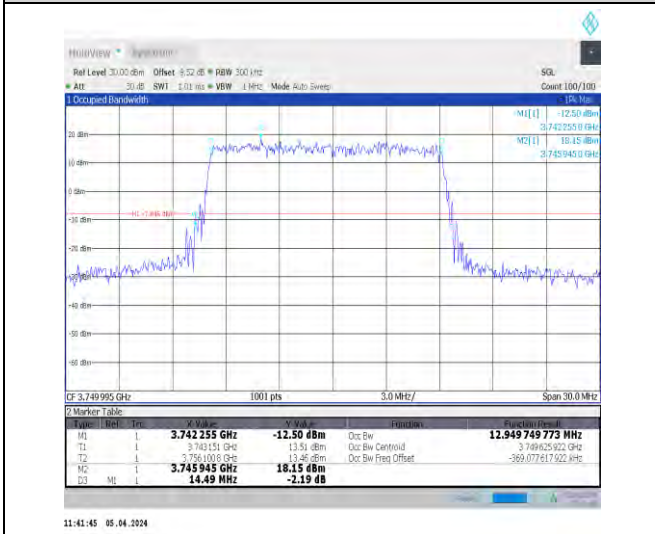 MultiView Spectrum
Ref Level 30.00 dBm Offset 9.52 dB RBW 300 kHz SGL
Att 30 dB SWT 1.01 ms VBW 1 MHz Mode Auto Sweep Count 100/100
1 Occupied Bandwidth 1Pk Max
M1[1] -12.50 dBm
3.742255 0 GHz
20 dBm M2[1] 18.15 dBm
3.745945 0 GHz
10 dBm
0 dBm
-10 dBm
-20 dBm
-30 dBm
-40 dBm
-50 dBm
-60 dBm
CF 3.749995 GHz 1001 pts 3.0 MHz/ Span 30.0 MHz
2 Marker Table
Type Ref Trc X-Value Y-Value Function Function Result
M1 1 3.742 255 GHz -12.50 dBm Occ Bw 12.949 749 773 MHz
T1 1 3.743151 GHz 13.51 dBm Occ Bw Centroid 3.749625922 GHz
T2 1 3.7561008 GHz 13.46 dBm Occ Bw Freq Offset -369.077617922 kHz
M2 1 3.745 945 GHz 18.15 dBm
D3 M1 1 14.49 MHz -2.19 dB
11:41:45 05.04.2024